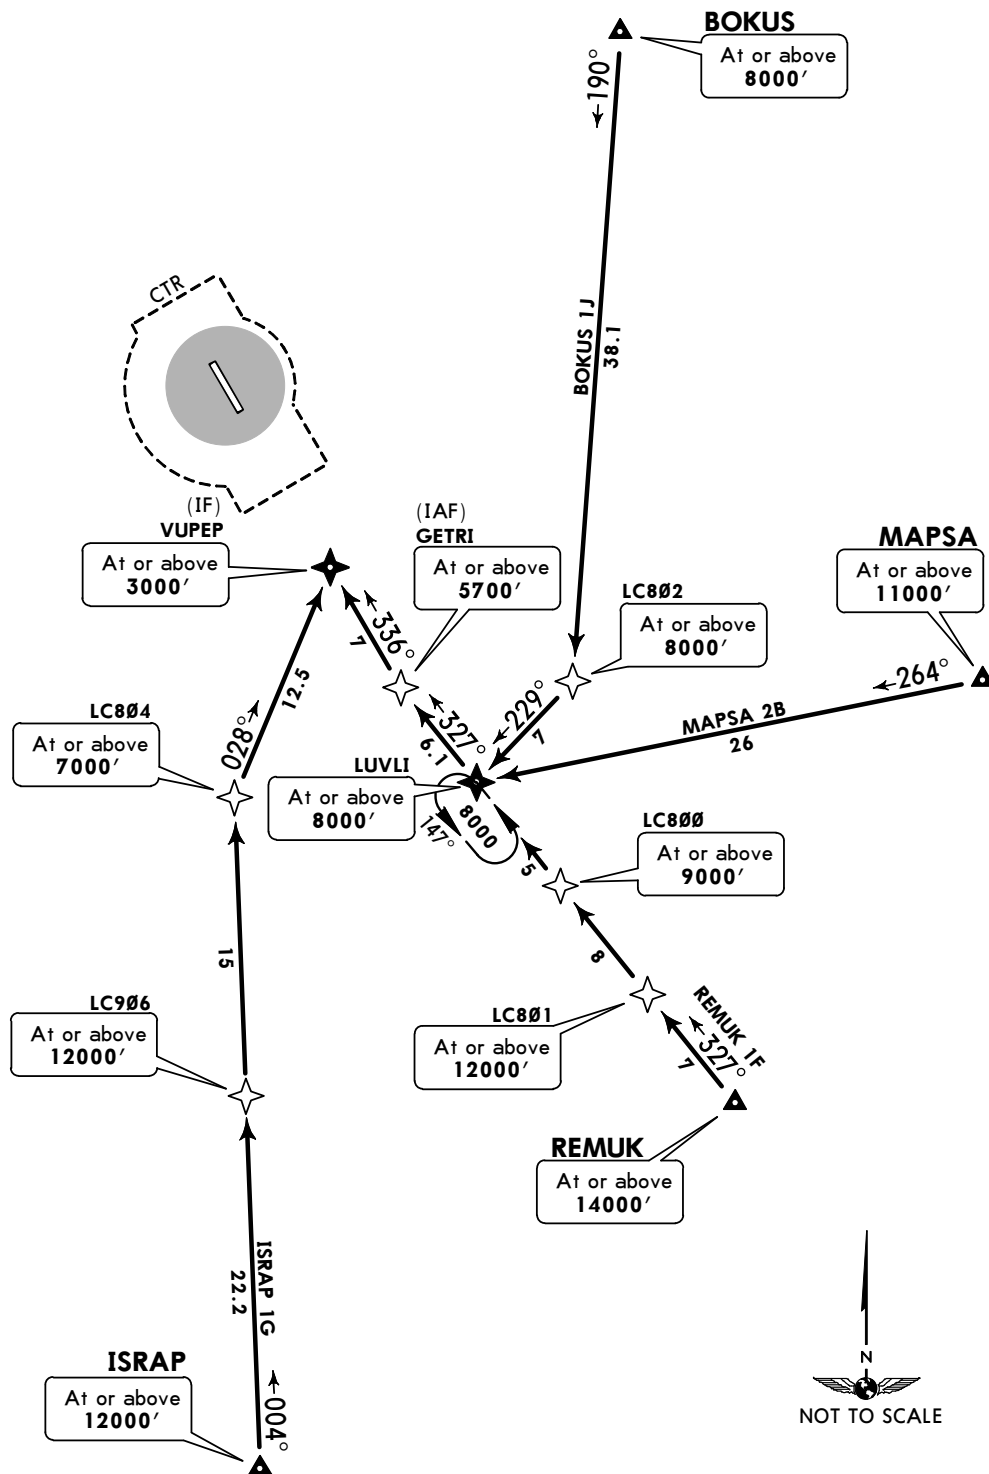 BOKUS
At or above
8000′
←190°
BOKUS 1J
38.1
CTR
(IF)
VUPEP
At or above
3000′
(IAF)
GETRI
At or above
5700′
MAPSA
At or above
11000′
LC8Ø2
At or above
8000′
←264°
MAPSA 2B
26
←336°
7
←229°
7
←327°
6.1
12.5
028°→
LC8Ø4
At or above
7000′
LUVLI
At or above
8000′
8000
147°
5
LC8ØØ
At or above
9000′
8
15
LC9Ø6
At or above
12000′
LC8Ø1
At or above
12000′
REMUK 1F
←327°
7
REMUK
At or above
14000′
ISRAP 1G
22.2
←004°
ISRAP
At or above
12000′
N
NOT TO SCALE